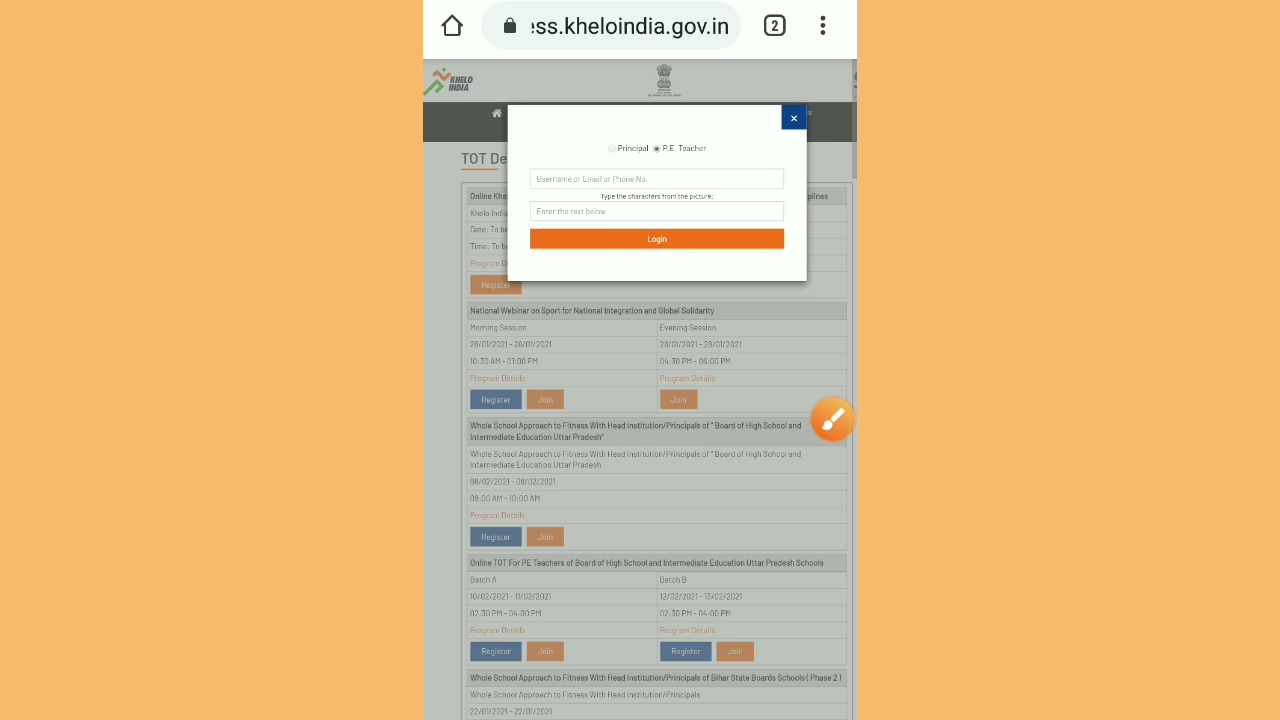 ess.kheloindia.gov.in
2
KHELO
INDIA
×
Principal P.E. Teacher
TOT De
Username or Email or Phone No.
Type the characters from the picture:
Enter the text below
Login
Online Khe
plines
Khelo India
Date: To be
Time: To be
Program De
Register
National Webinar on Sport for National Integration and Global Solidarity
Morning Session Evening Session
28/01/2021 - 28/01/2021 28/01/2021 - 28/01/2021
10:30 AM - 01:00 PM 04:30 PM - 06:00 PM
Program Details Program Details
Register Join Join
Whole School Approach to Fitness With Head institution/Principals of " Board of High School and
Intermediate Education Uttar Pradesh"
Whole School Approach to Fitness With Head institution/Principals of " Board of High School and
Intermediate Education Uttar Pradesh
08/02/2021 - 08/02/2021
09:00 AM - 10:00 AM
Program Details
Register Join
Online TOT For PE Teachers of Board of High School and Intermediate Education Uttar Pradesh Schools
Batch A Batch B
10/02/2021 - 11/02/2021 12/02/2021 - 13/02/2021
02:30 PM - 04:00 PM 02:30 PM - 04:00 PM
Program Details Program Details
Register Join Register Join
Whole School Approach to Fitness With Head institution/Principals of Bihar State Boards Schools ( Phase 2 )
Whole School Approach to Fitness With Head institution/Principals
22/01/2021 - 22/01/2021